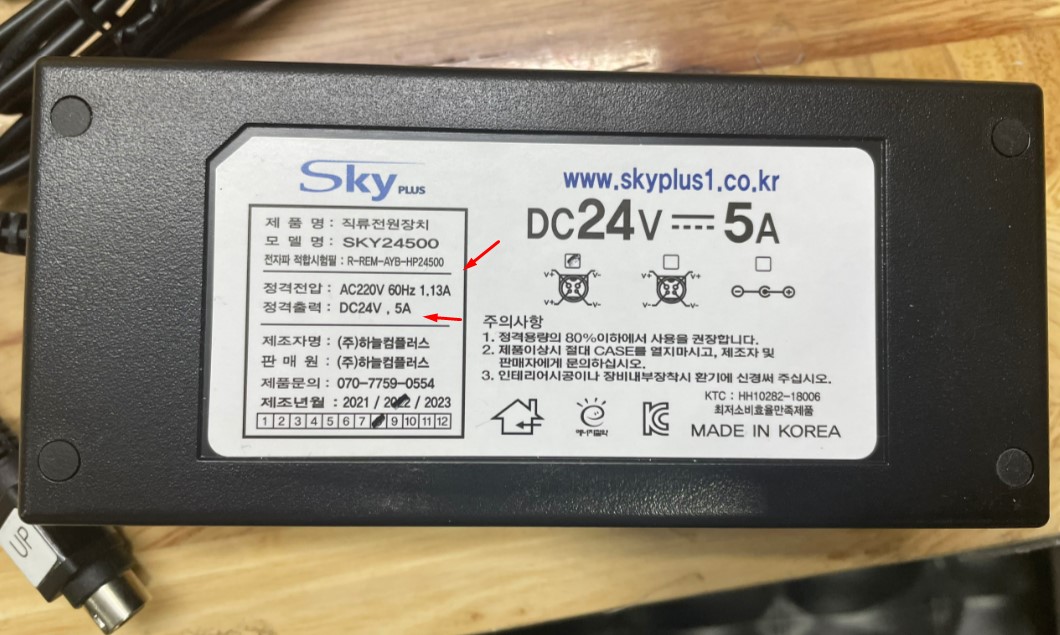 Sky PLUS
제 품 명 : 직류전원장치
모 델 명 : SKY24500
전자파 적합시험필 : R-REM-AYB-HP24500
정격전압 : AC220V 60Hz 1.13A
정격출력 : DC24V , 5A
제조자명 : (주)하늘컴플러스
판 매 원 : (주)하늘컴플러스
제품문의 : 070-7759-0554
제조년월 : 2021 / 2022 / 2023
1 2 3 4 5 6 7 9 10 11 12
www.skyplus1.co.kr
DC24V 5A
V+ V- V- V+
V+ V- V- V+
주의사항
1. 정격용량의 80%이하에서 사용을 권장합니다.
2. 제품이상시 절대 CASE를 열지마시고, 제조자 및
판매자에게 문의하십시오.
3. 인테리어시공이나 장비내부장착시 환기에 신경써 주십시오.
KTC : HH10282-18006
최저소비효율만족제품
에너지절약
MADE IN KOREA
UP